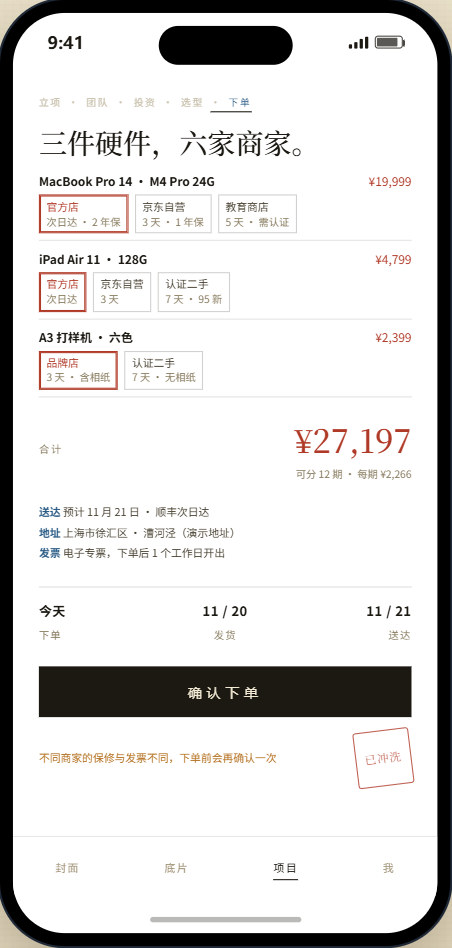 9:41
立项 • 团队 • 投资 • 选型 • 下单
三件硬件，六家商家。
MacBook Pro 14 • M4 Pro 24G ¥19,999
官方店 京东自营 教育商店
次日达 • 2 年保 3 天 • 1 年保 5 天 • 需认证
iPad Air 11 • 128G ¥4,799
官方店 京东自营 认证二手
次日达 3 天 7 天 • 95 新
A3 打样机 • 六色 ¥2,399
品牌店 认证二手
3 天 • 含相纸 7 天 • 无相纸
合计 ¥27,197
可分 12 期 • 每期 ¥2,266
送达 预计 11 月 21 日 • 顺丰次日达
地址 上海市徐汇区 • 漕河泾（演示地址）
发票 电子专票，下单后 1 个工作日开出
今天 11 / 20 11 / 21
下单 发货 送达
确认下单
不同商家的保修与发票不同，下单前会再确认一次
已冲洗
封面 底片 项目 我